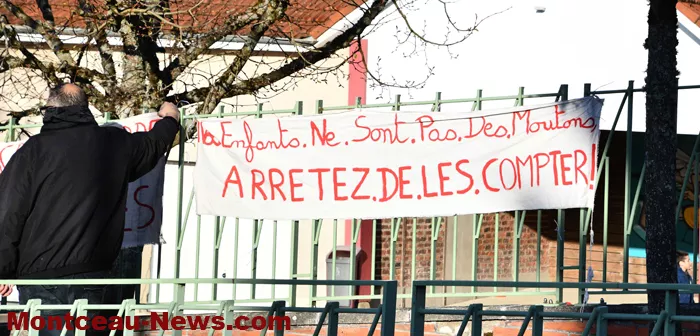 Nos.Enfants.Ne.Sont.Pas.Des.Moutons,
ARRETEZ.DE.LES.COMPTER!
Montceau-News.com